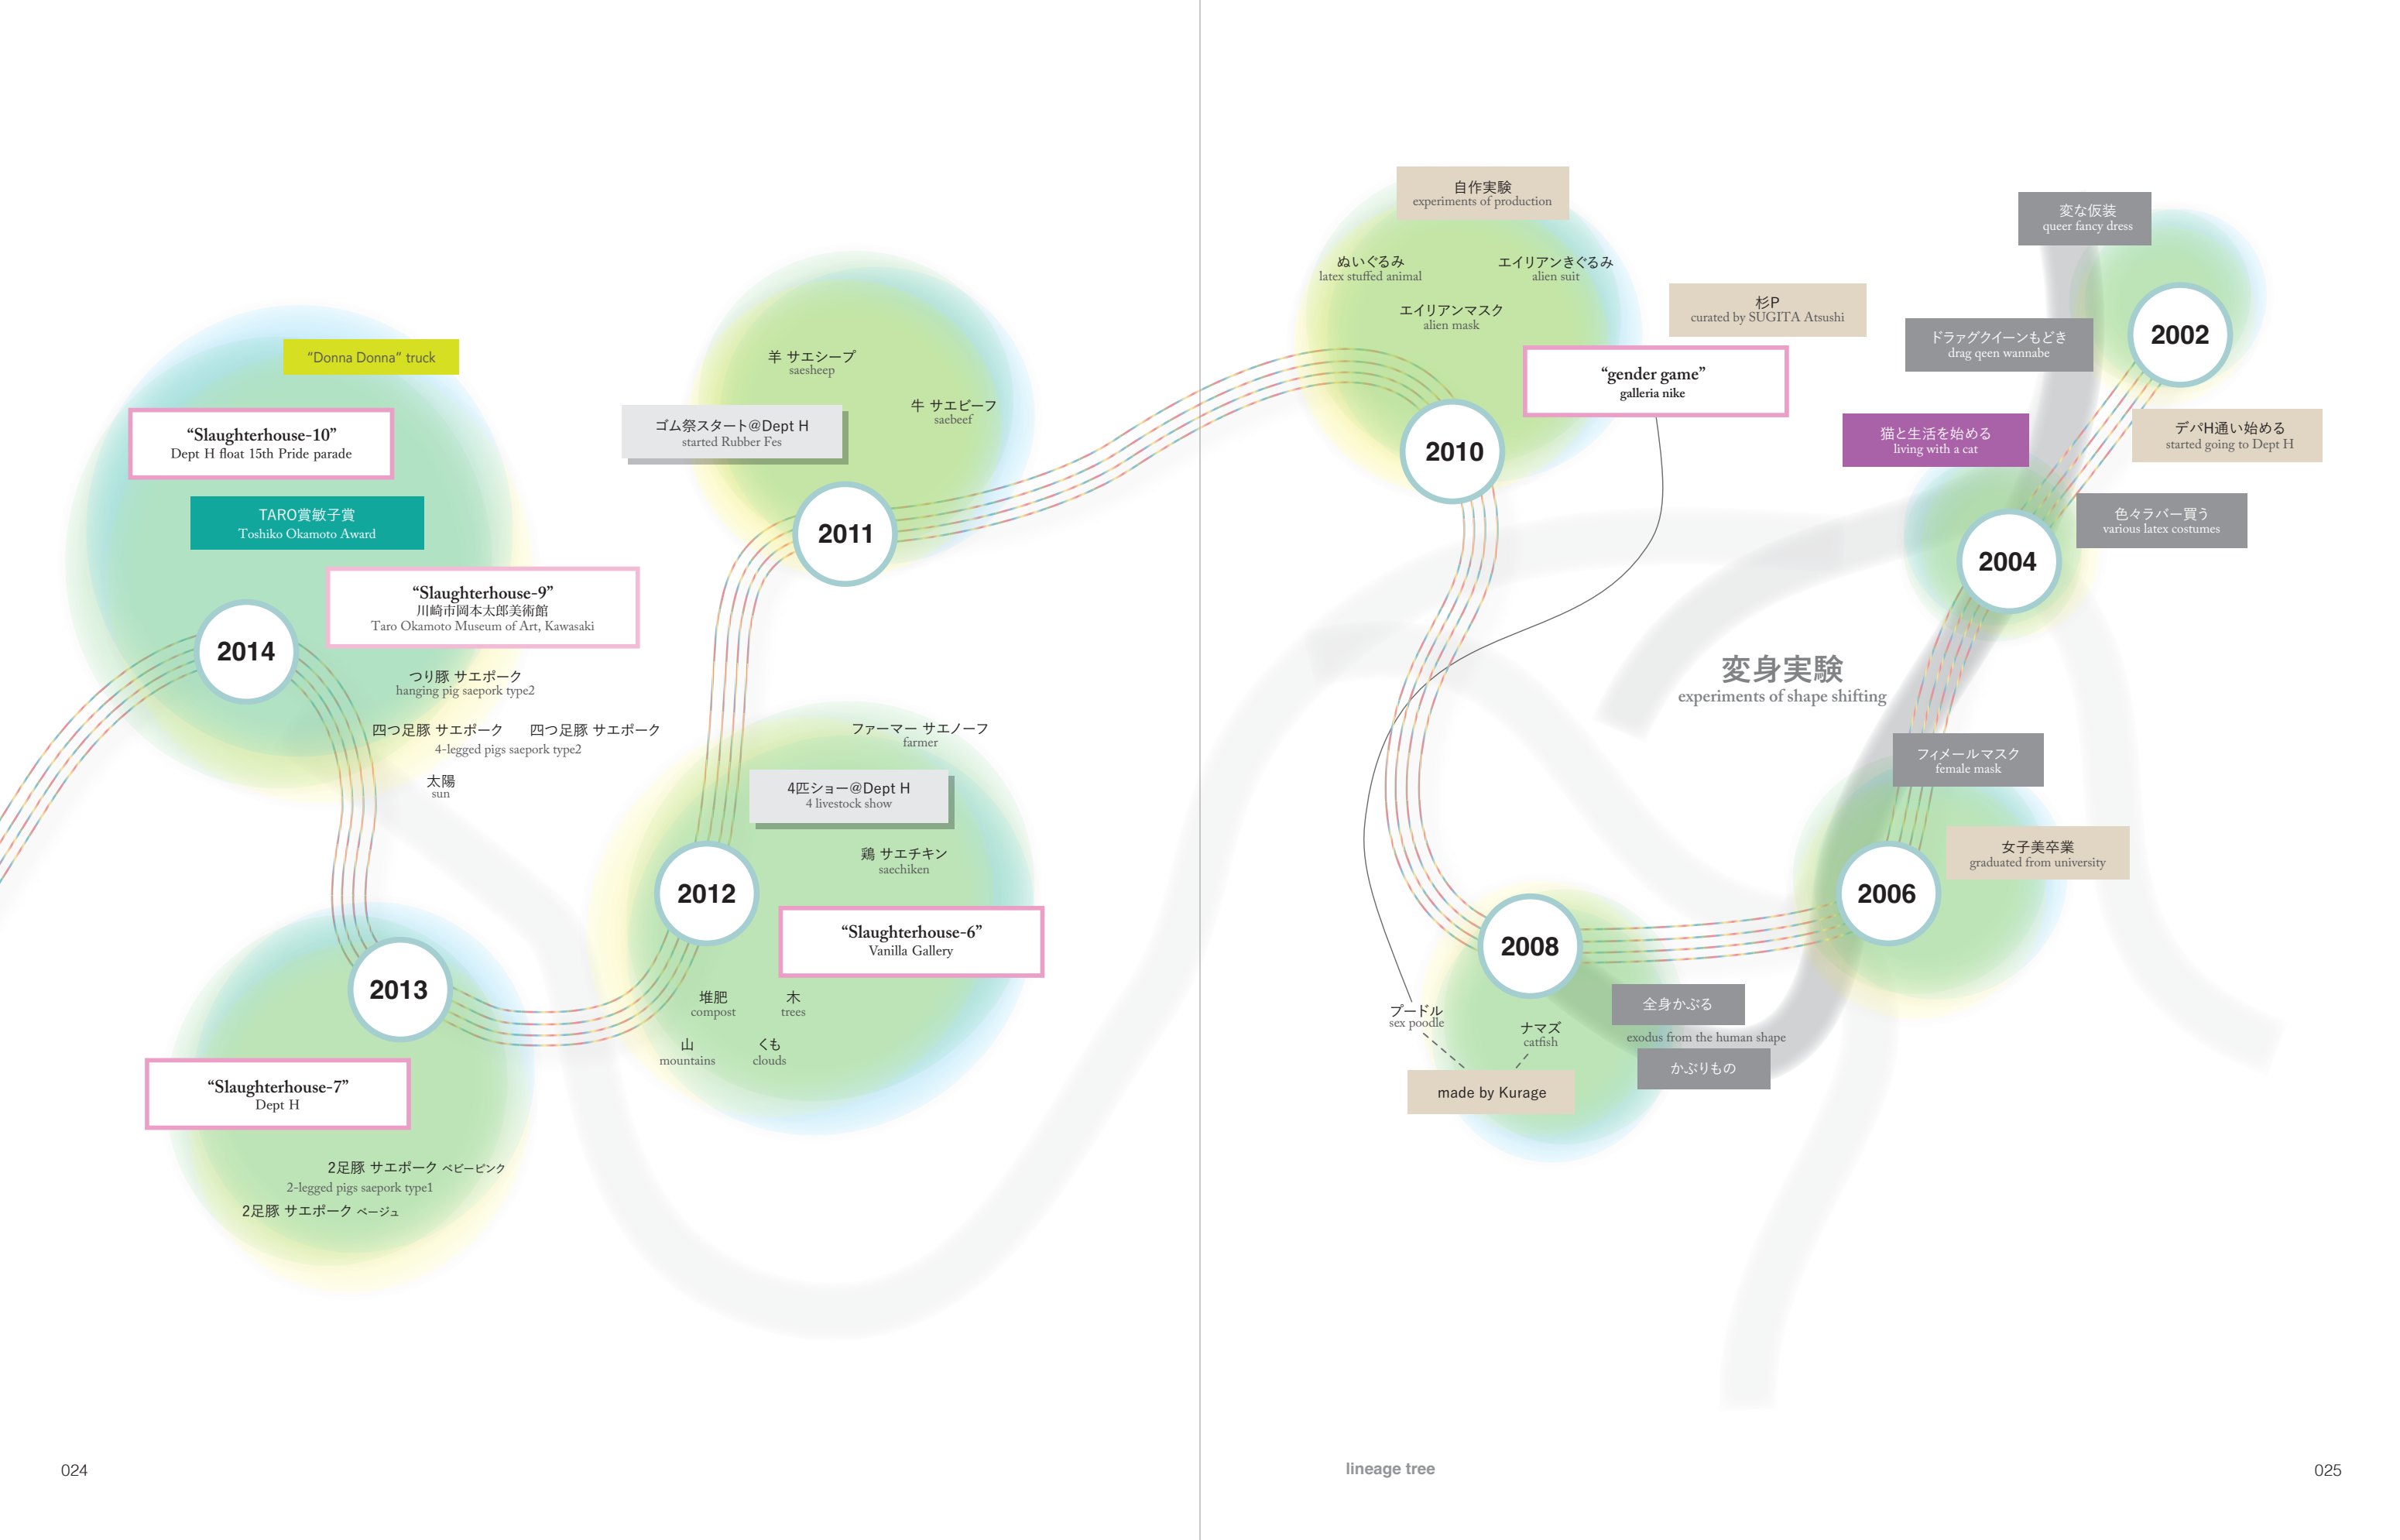 “Donna Donna” truck
“Slaughterhouse-10”
Dept H float 15th Pride parade
TARO賞敏子賞
Toshiko Okamoto Award
“Slaughterhouse-9”
川崎市岡本太郎美術館
Taro Okamoto Museum of Art, Kawasaki
2014
つり豚 サエポーク
hanging pig saepork type2
四つ足豚 サエポーク 四つ足豚 サエポーク
4-legged pigs saepork type2
太陽
sun
2013
“Slaughterhouse-7”
Dept H
2足豚 サエポーク ベビーピンク
2-legged pigs saepork type1
2足豚 サエポーク ベージュ
羊 サエシープ
saesheep
牛 サエビーフ
saebeef
ゴム祭スタート@Dept H
started Rubber Fes
2011
ファーマー サエノーフ
farmer
4匹ショー@Dept H
4 livestock show
鶏 サエチキン
saechiken
2012
“Slaughterhouse-6”
Vanilla Gallery
堆肥
compost
木
trees
山
mountains
くも
clouds
024
自作実験
experiments of production
ぬいぐるみ
latex stuffed animal
エイリアンきぐるみ
alien suit
エイリアンマスク
alien mask
杉P
curated by SUGITA Atsushi
“gender game”
galleria nike
2010
変な仮装
queer fancy dress
2002
ドラァグクイーンもどき
drag qeen wannabe
猫と生活を始める
living with a cat
デパH通い始める
started going to Dept H
色々ラバー買う
various latex costumes
2004
変身実験
experiments of shape shifting
フィメールマスク
female mask
女子美卒業
graduated from university
2006
2008
全身かぶる
exodus from the human shape
かぶりもの
プードル
sex poodle
ナマズ
catfish
made by Kurage
lineage tree
025